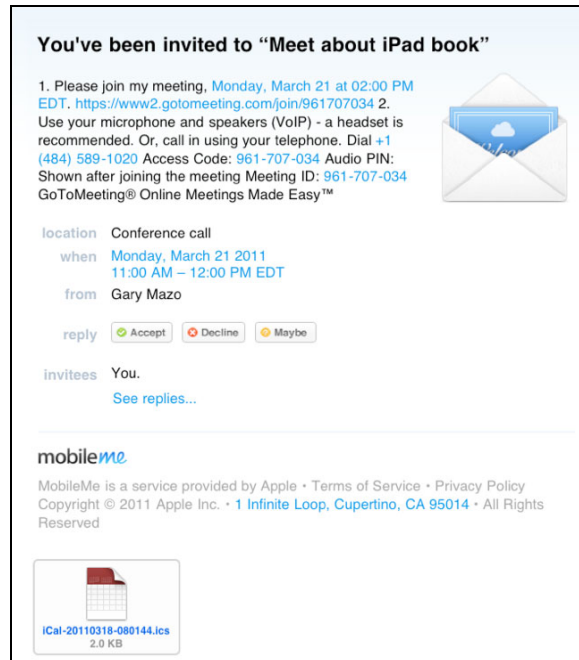 You've been invited to “Meet about iPad book”
1. Please join my meeting, Monday, March 21 at 02:00 PM
EDT. https://www2.gotomeeting.com/join/961707034 2.
Use your microphone and speakers (VoIP) - a headset is
recommended. Or, call in using your telephone. Dial +1
(484) 589-1020 Access Code: 961-707-034 Audio PIN:
Shown after joining the meeting Meeting ID: 961-707-034
GoToMeeting® Online Meetings Made Easy™
location Conference call
when Monday, March 21 2011
11:00 AM – 12:00 PM EDT
from Gary Mazo
reply Accept Decline Maybe
invitees You.
See replies...
mobileme
MobileMe is a service provided by Apple • Terms of Service • Privacy Policy
Copyright © 2011 Apple Inc. • 1 Infinite Loop, Cupertino, CA 95014 • All Rights
Reserved
iCal-20110318-080144.ics
2.0 KB